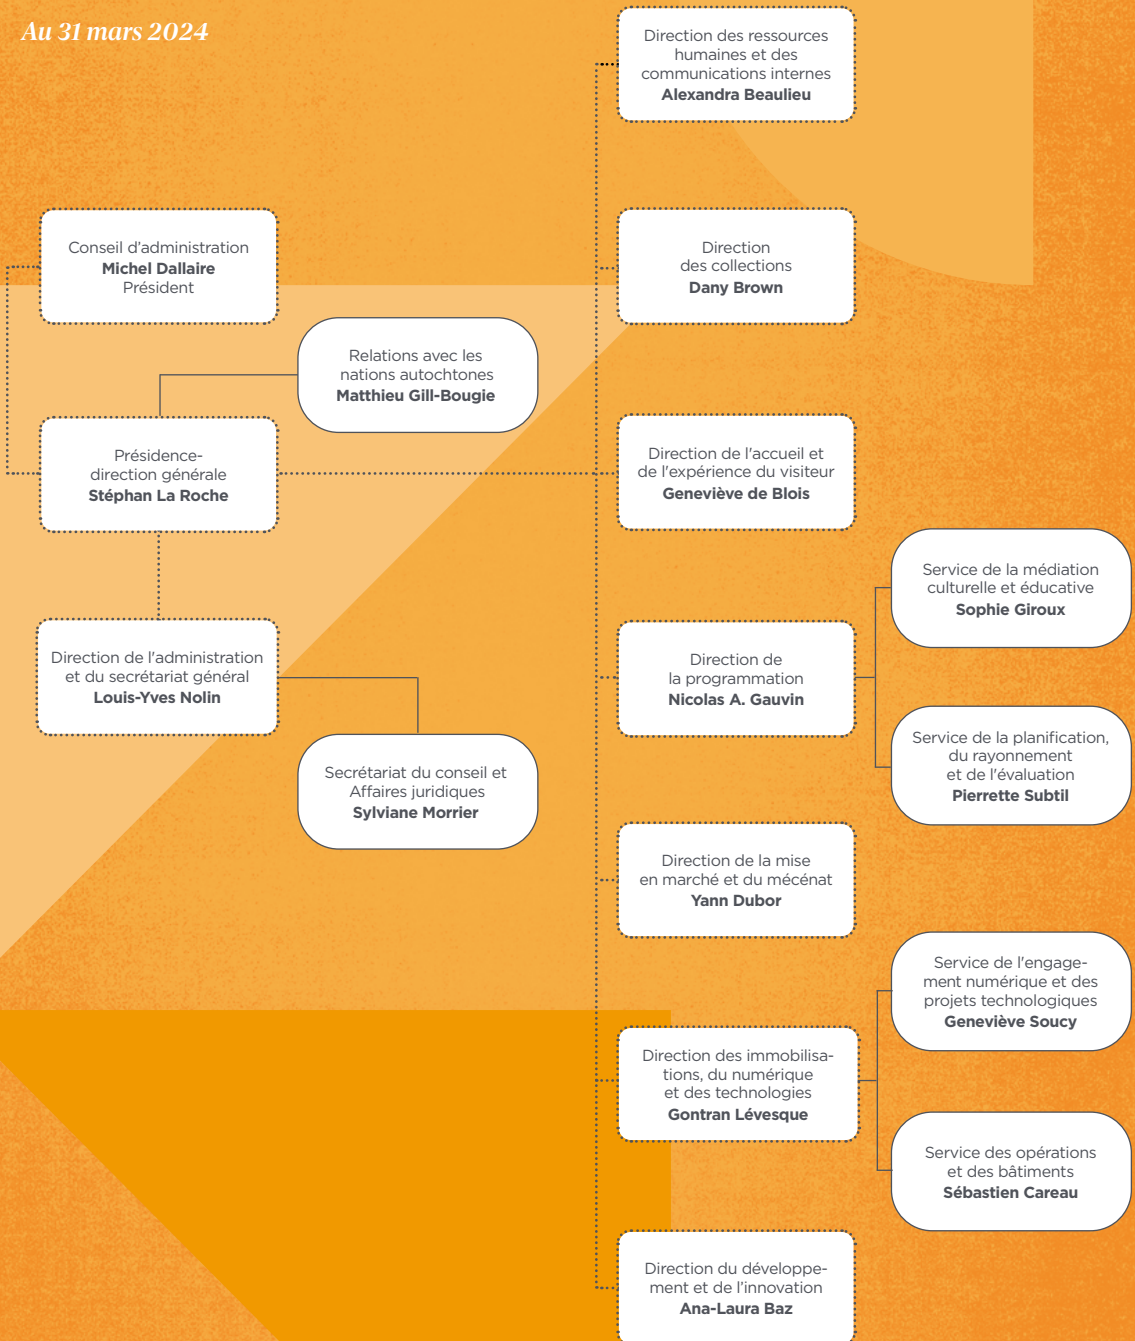 Au 31 mars 2024
Conseil d'administration
Michel Dallaire
Président
Relations avec les
nations autochtones
Matthieu Gill-Bougie
Présidence-
direction générale
Stéphan La Roche
Direction de l'administration
et du secrétariat général
Louis-Yves Nolin
Secrétariat du conseil et
Affaires juridiques
Sylviane Morrier
Direction des ressources
humaines et des
communications internes
Alexandra Beaulieu
Direction
des collections
Dany Brown
Direction de l'accueil et
de l'expérience du visiteur
Geneviève de Blois
Direction de
la programmation
Nicolas A. Gauvin
Service de la médiation
culturelle et éducative
Sophie Giroux
Service de la planification,
du rayonnement
et de l'évaluation
Pierrette Subtil
Direction de la mise
en marché et du mécénat
Yann Dubor
Direction des immobilisa-
tions, du numérique
et des technologies
Gontran Lévesque
Service de l'engage-
ment numérique et des
projets technologiques
Geneviève Soucy
Service des opérations
et des bâtiments
Sébastien Careau
Direction du développe-
ment et de l'innovation
Ana-Laura Baz